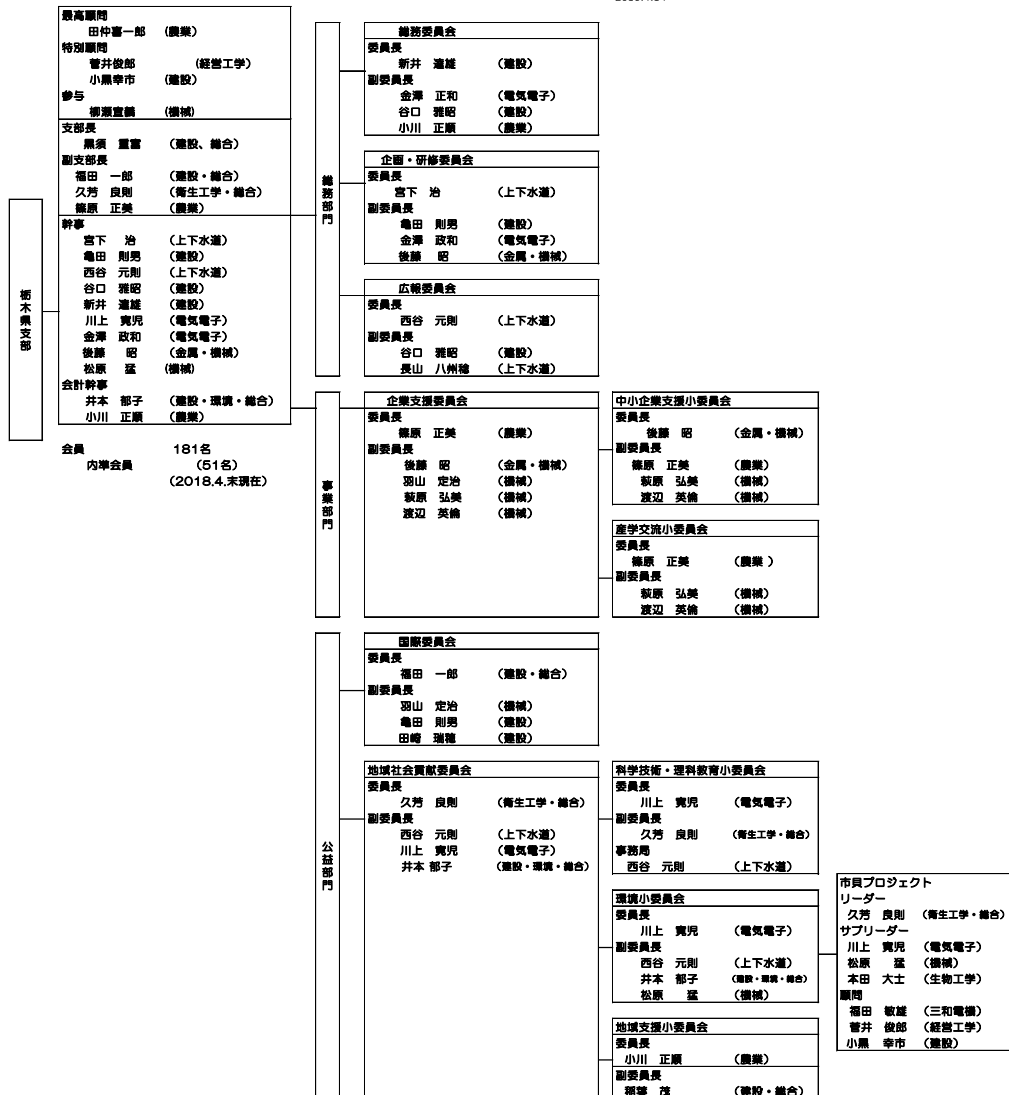 栃木県支部
最高顧問
田仲喜一郎 (農業)
特別顧問
菅井俊郎 (経営工学)
小黒幸市 (建設)
参与
柳瀬宣鶴 (機械)
支部長
黒須 重富 (建設、総合)
副支部長
福田 一郎 (建設・総合)
久芳 良則 (衛生工学・総合)
篠原 正美 (農業)
幹事
宮下 治 (上下水道)
亀田 則男 (建設)
西谷 元則 (上下水道)
谷口 雅昭 (建設)
新井 達雄 (建設)
川上 寛児 (電気電子)
金澤 政和 (電気電子)
後藤 昭 (金属・機械)
松原 猛 (機械)
会計幹事
井本 郁子 (建設・環境・総合)
小川 正順 (農業)
会員 181名
内準会員 (51名)
(2018.4.末現在)
総務部門
総務委員会
委員長
新井 達雄 (建設)
副委員長
金澤 正和 (電気電子)
谷口 雅昭 (建設)
小川 正順 (農業)
企画・研修委員会
委員長
宮下 治 (上下水道)
副委員長
亀田 則男 (建設)
金澤 政和 (電気電子)
後藤 昭 (金属・機械)
広報委員会
委員長
西谷 元則 (上下水道)
副委員長
谷口 雅昭 (建設)
長山 八州穂 (上下水道)
事業部門
企業支援委員会
委員長
篠原 正美 (農業)
副委員長
後藤 昭 (金属・機械)
羽山 定治 (機械)
萩原 弘美 (機械)
渡辺 英倫 (機械)
中小企業支援小委員会
委員長
後藤 昭 (金属・機械)
副委員長
篠原 正美 (農業)
萩原 弘美 (機械)
渡辺 英倫 (機械)
産学交流小委員会
委員長
篠原 正美 (農業 )
副委員長
萩原 弘美 (機械)
渡辺 英倫 (機械)
公益部門
国際委員会
委員長
福田 一郎 (建設・総合)
副委員長
羽山 定治 (機械)
亀田 則男 (建設)
田崎 瑞穂 (建設)
地域社会貢献委員会
委員長
久芳 良則 (衛生工学・総合)
副委員長
西谷 元則 (上下水道)
川上 寛児 (電気電子)
井本 郁子 (建設・環境・総合)
科学技術・理科教育小委員会
委員長
川上 寛児 (電気電子)
副委員長
久芳 良則 (衛生工学・総合)
事務局
西谷 元則 (上下水道)
環境小委員会
委員長
川上 寛児 (電気電子)
副委員長
西谷 元則 (上下水道)
井本 郁子 (建設・環境・総合)
松原 猛 (機械)
市貝プロジェクト
リーダー
久芳 良則 (衛生工学・総合)
サブリーダー
川上 寛児 (電気電子)
松原 猛 (機械)
本田 大士 (生物工学)
顧問
福田 敏雄 (三和電機)
菅井 俊郎 (経営工学)
小黒 幸市 (建設)
地域支援小委員会
委員長
小川 正順 (農業)
副委員長
稲葉 茂 (建設・総合)